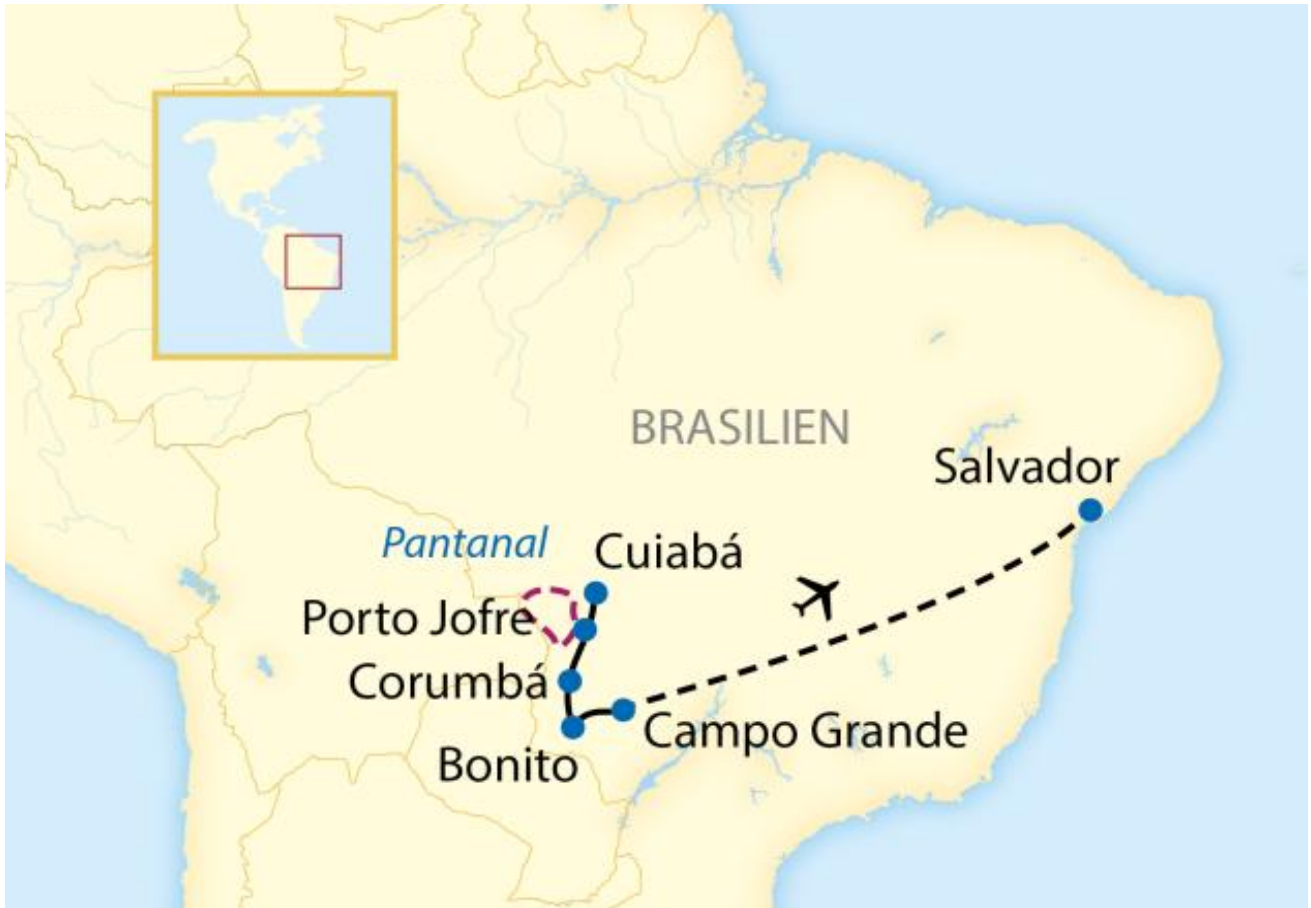 BRASILIEN
Salvador
Pantanal
Cuiabá
Porto Jofre
Corumbá
Campo Grande
Bonito